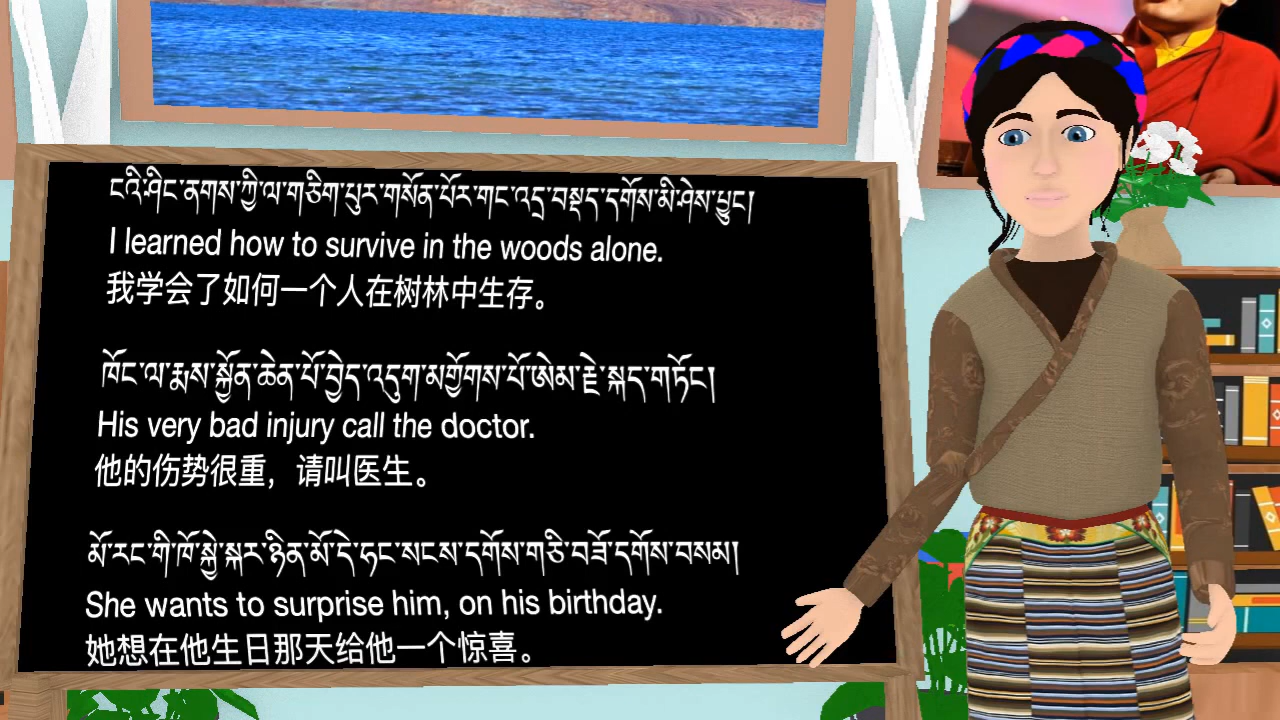 ངའི་ཤིང་ནགས་ཀྱི་ལ་གཅིག་པུར་གསོན་པོར་གང་འདྲ་བསྡད་དགོས་མི་ཤེས་ཕྱུང།
I learned how to survive in the woods alone.
我学会了如何一个人在树林中生存。
ཁོང་ལ་རྨས་སྐྱོན་ཆེན་པོ་བྱེད་འདུག་མགྱོགས་པོ་ཨེམ་རྗེ་སྐད་གཏོང།
His very bad injury call the doctor.
他的伤势很重，请叫医生。
མོ་རང་གི་ཁོ་སྐྱེ་སྐར་ཉིན་མོ་དེ་ཧང་སངས་དགོས་གཅི་བཟོ་དགོས་བསམ།
She wants to surprise him, on his birthday.
她想在他生日那天给他一个惊喜。